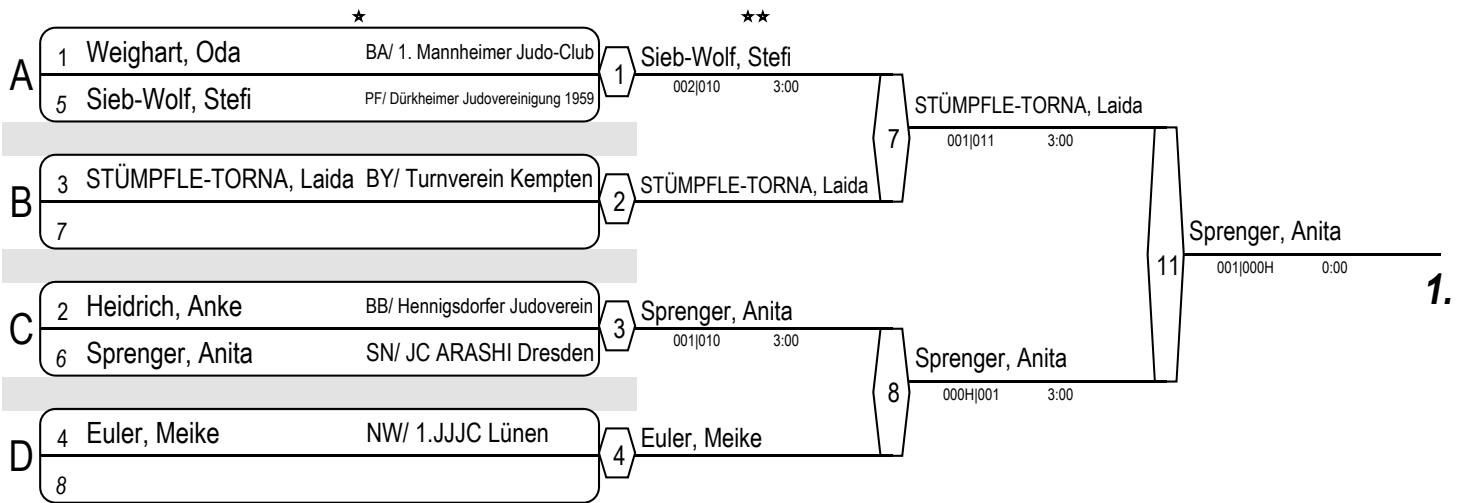 ★ ★★
A
1 Weighart, Oda BA/ 1. Mannheimer Judo-Club
5 Sieb-Wolf, Stefi PF/ Dürkheimer Judovereinigung 1959
1
Sieb-Wolf, Stefi
002|010 3:00
B
3 STÜMPFLE-TORNA, Laida BY/ Turnverein Kempten
7
2
STÜMPFLE-TORNA, Laida
7
STÜMPFLE-TORNA, Laida
001|011 3:00
C
2 Heidrich, Anke BB/ Hennigsdorfer Judoverein
6 Sprenger, Anita SN/ JC ARASHI Dresden
3
Sprenger, Anita
001|010 3:00
D
4 Euler, Meike NW/ 1.JJJC Lünen
8
4
Euler, Meike
8
Sprenger, Anita
000H|001 3:00
11
Sprenger, Anita
001|000H 0:00
1.